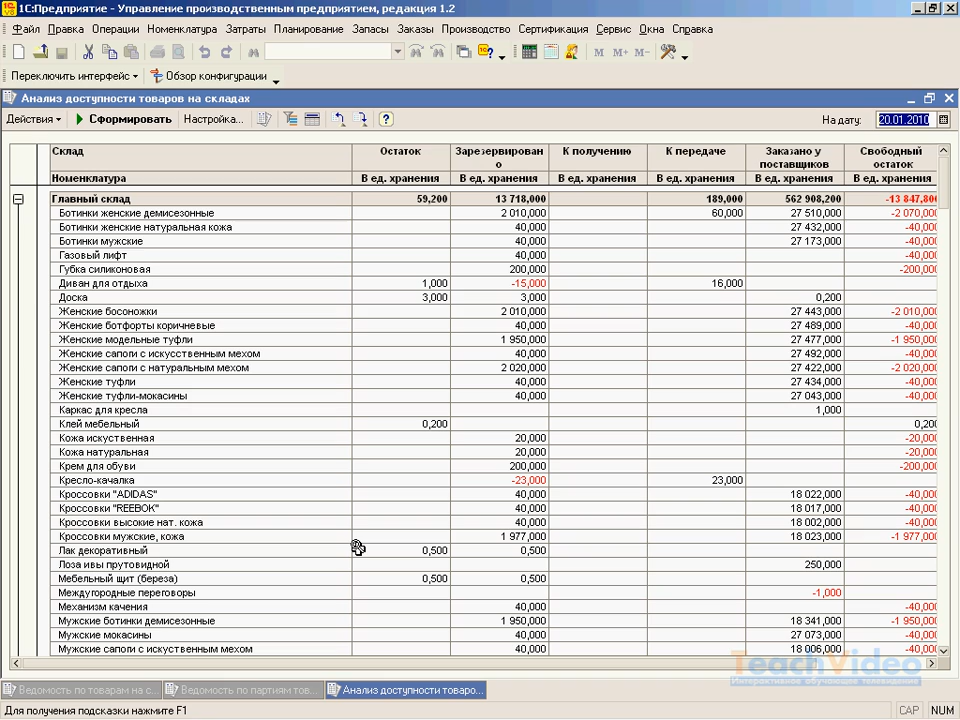 1С:Предприятие - Управление производственным предприятием, редакция 1.2
Файл Правка Операции Номенклатура Затраты Планирование Запасы Заказы Производство Сертификация Сервис Окна Справка
M M+ M-
Переключить интерфейс Обзор конфигурации
Анализ доступности товаров на складах
Действия Сформировать Настройка... На дату: 20.01.2010
Склад Остаток Зарезервирован
о К получению К передаче Заказано у
поставщиков Свободный
остаток
Номенклатура В ед. хранения В ед. хранения В ед. хранения В ед. хранения В ед. хранения В ед. хранения
Главный склад 59,200 13 718,000 189,000 562 908,200 -13 847,800
Ботинки женские демисезонные 2 010,000 60,000 27 510,000 -2 070,000
Ботинки женские натуральная кожа 40,000 27 432,000 -40,000
Ботинки мужские 40,000 27 173,000 -40,000
Газовый лифт 40,000 -40,000
Губка силиконовая 200,000 -200,000
Диван для отдыха 1,000 -15,000 16,000
Доска 3,000 3,000 0,200
Женские босоножки 2 010,000 27 443,000 -2 010,000
Женские ботфорты коричневые 40,000 27 489,000 -40,000
Женские модельные туфли 1 950,000 27 477,000 -1 950,000
Женские сапоги с искусственным мехом 40,000 27 492,000 -40,000
Женские сапоги с натуральным мехом 2 020,000 27 422,000 -2 020,000
Женские туфли 40,000 27 434,000 -40,000
Женские туфли-мокасины 40,000 27 043,000 -40,000
Каркас для кресла 1,000
Клей мебельный 0,200 0,200
Кожа искуственная 20,000 -20,000
Кожа натуральная 20,000 -20,000
Крем для обуви 200,000 -200,000
Кресло-качалка -23,000 23,000
Кроссовки "ADIDAS" 40,000 18 022,000 -40,000
Кроссовки "REEBOK" 40,000 18 017,000 -40,000
Кроссовки высокие нат. кожа 40,000 18 002,000 -40,000
Кроссовки мужские, кожа 1 977,000 18 023,000 -1 977,000
Лак декоративный 0,500 0,500
Лоза ивы прутовидной 250,000
Мебельный щит (береза) 0,500 0,500
Междугородные переговоры -1,000
Механизм качения 40,000 -40,000
Мужские ботинки демисезонные 1 950,000 18 341,000 -1 950,000
Мужские мокасины 40,000 27 073,000 -40,000
Мужские сапоги с искуственным мехом 40,000 18 006,000 -40,000
TeachVideo
Интерактивное обучающее телевидение
Ведомость по товарам на с... Ведомость по партиям тов... Анализ доступности товаро...
Для получения подсказки нажмите F1 CAP NUM